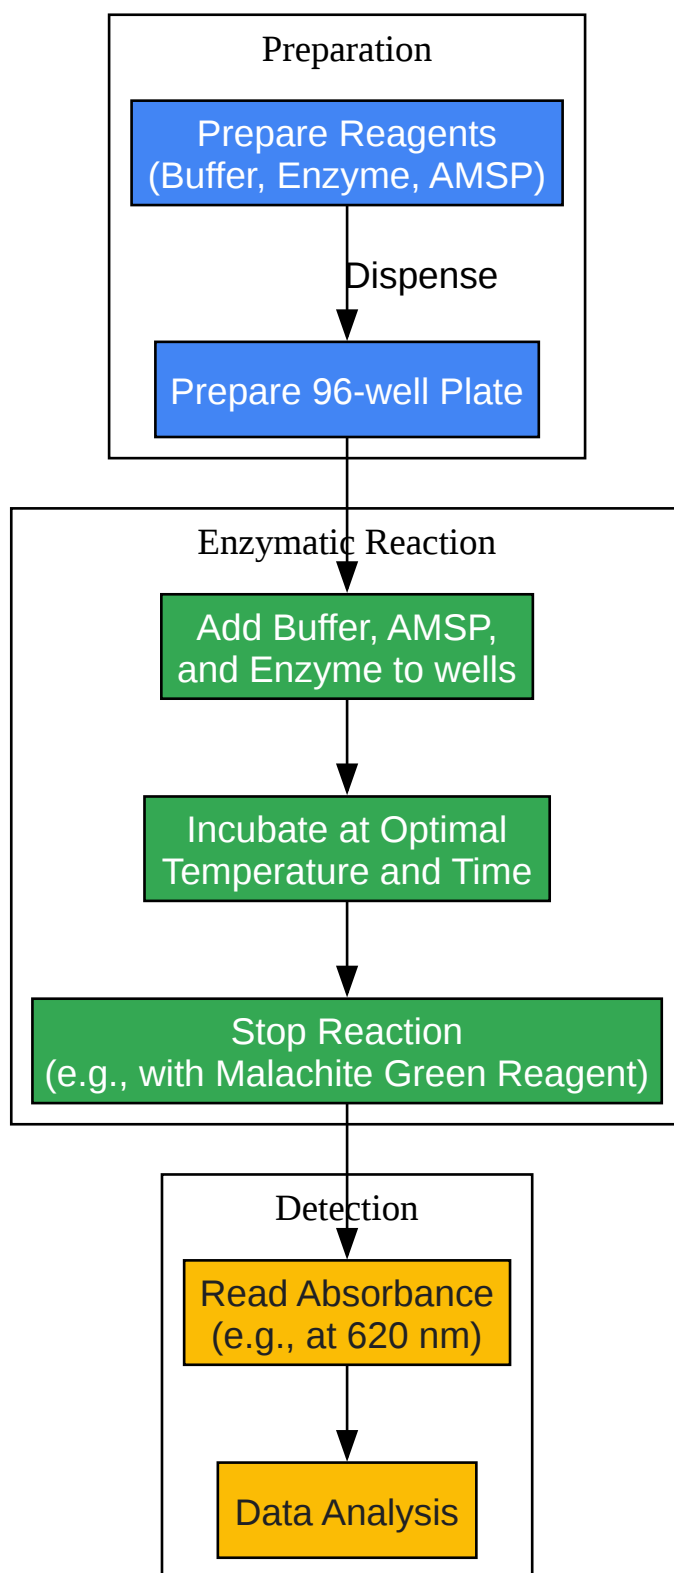 Preparation
Prepare Reagents
(Buffer, Enzyme, AMSP)
Dispense
Prepare 96-well Plate
Enzymatic Reaction
Add Buffer, AMSP,
and Enzyme to wells
Incubate at Optimal
Temperature and Time
Stop Reaction
(e.g., with Malachite Green Reagent)
Detection
Read Absorbance
(e.g., at 620 nm)
Data Analysis